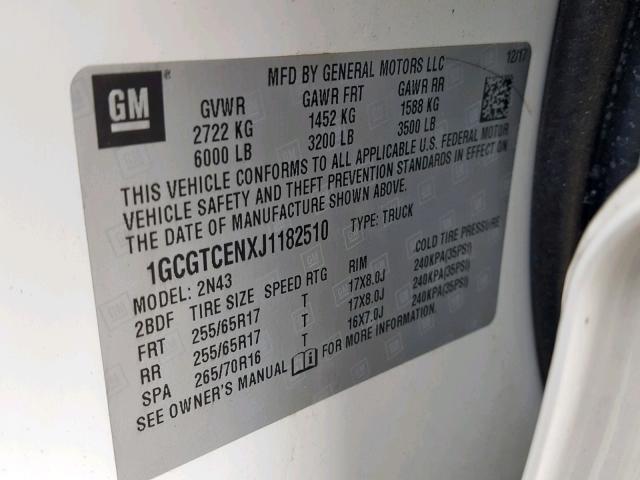 MFD BY GENERAL MOTORS LLC 12/17
GM ®
GVWR GAWR FRT GAWR RR
2722 KG 1452 KG 1588 KG
6000 LB 3200 LB 3500 LB
THIS VEHICLE CONFORMS TO ALL APPLICABLE U.S. FEDERAL MOTOR
VEHICLE SAFETY AND THEFT PREVENTION STANDARDS IN EFFECT ON
THE DATE OF MANUFACTURE SHOWN ABOVE.
1GCGTCENXJ1182510 TYPE: TRUCK
MODEL: 2N43
2BDF TIRE SIZE SPEED RTG RIM COLD TIRE PRESSURE
FRT 255/65R17 T 17X8.0J 240KPA(35PSI)
RR 255/65R17 T 17X8.0J 240KPA(35PSI)
SPA 265/70R16 T 16X7.0J 240KPA(35PSI)
SEE OWNER'S MANUAL FOR MORE INFORMATION.